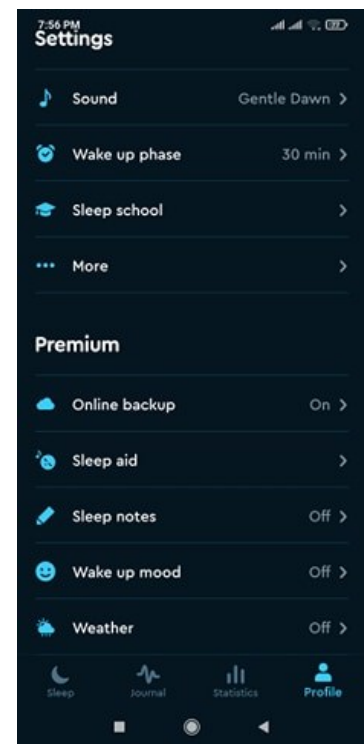 7:56 PM
Settings
Sound Gentle Dawn
Wake up phase 30 min
Sleep school
More
Premium
Online backup On
Sleep aid
Sleep notes Off
Wake up mood Off
Weather Off
Sleep Journal Statistics Profile